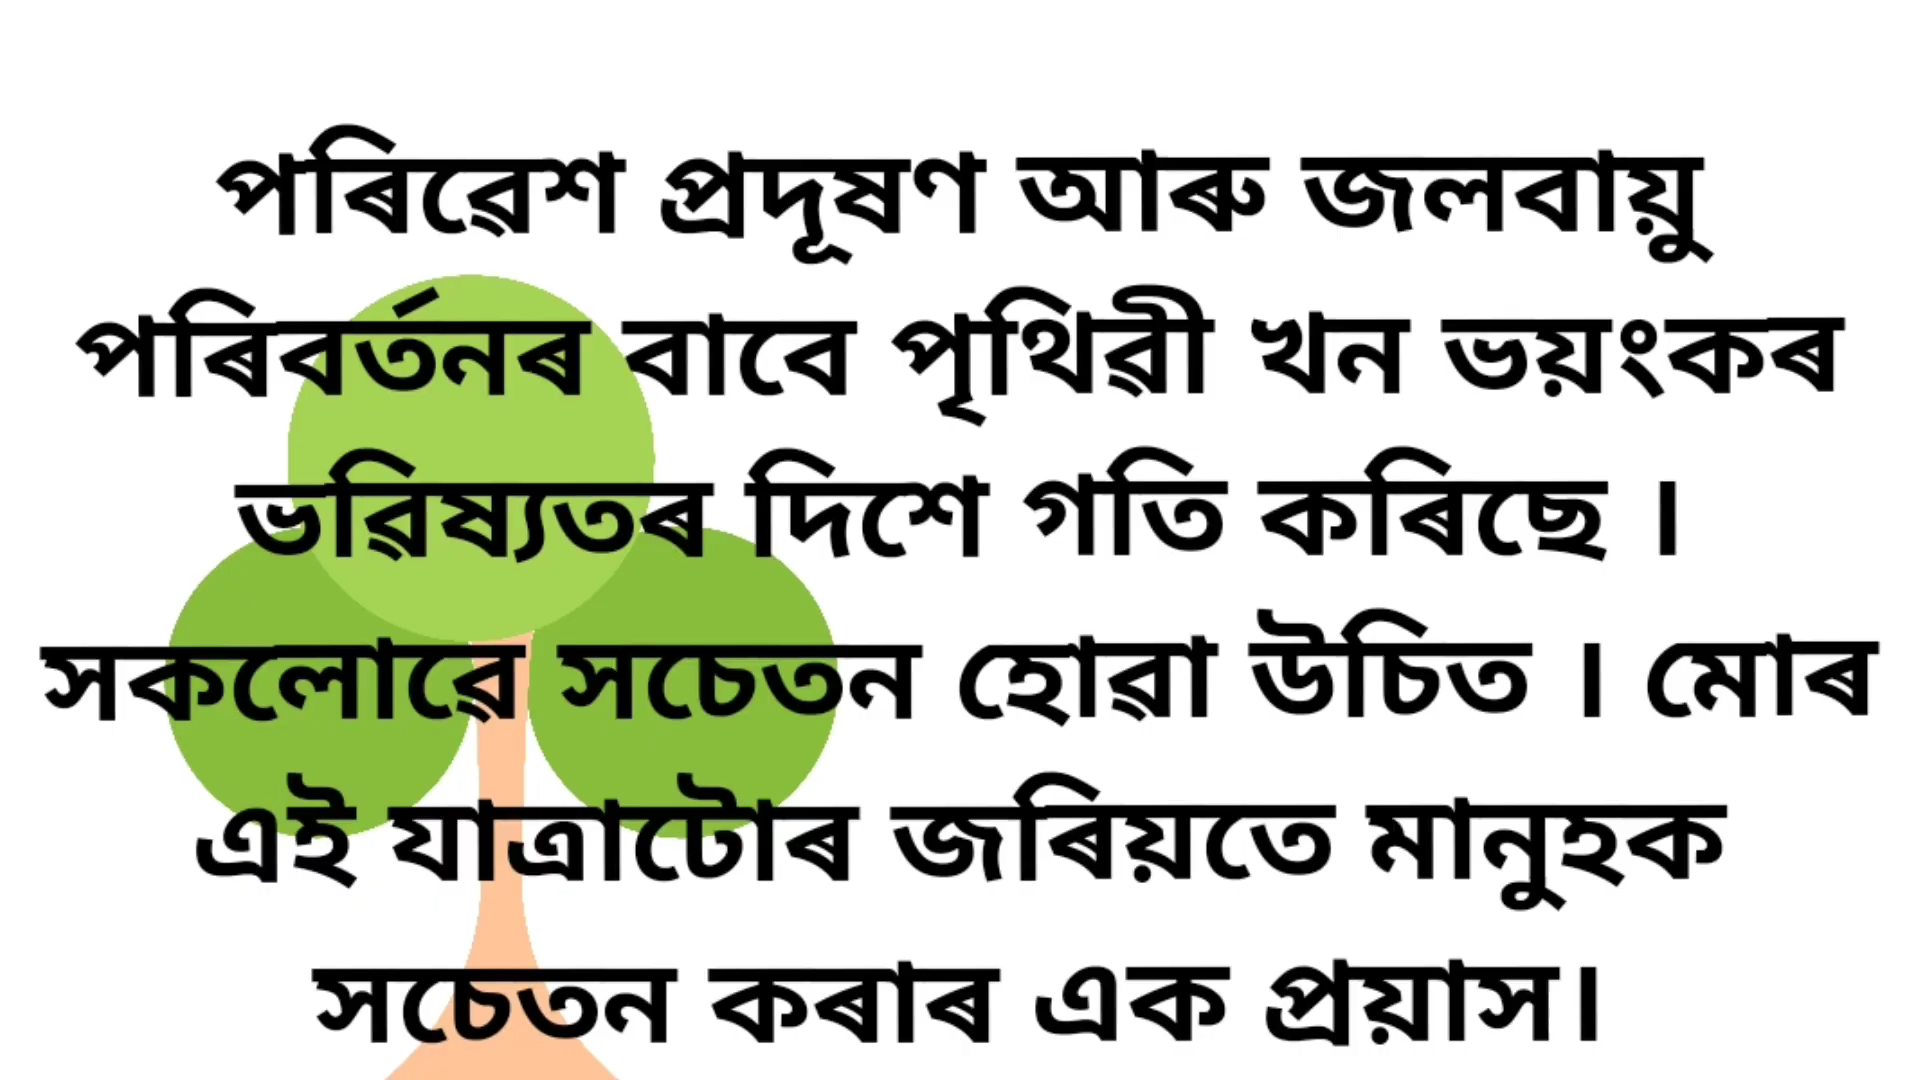 পৰিৱেশ প্ৰদূষণ আৰু জলবায়ু
পৰিবৰ্তনৰ বাবে পৃথিৱী খন ভয়ংকৰ
ভৱিষ্যতৰ দিশে গতি কৰিছে ।
সকলোৱে সচেতন হোৱা উচিত । মোৰ
এই যাত্ৰাটোৰ জৰিয়তে মানুহক
সচেতন কৰাৰ এক প্ৰয়াস।